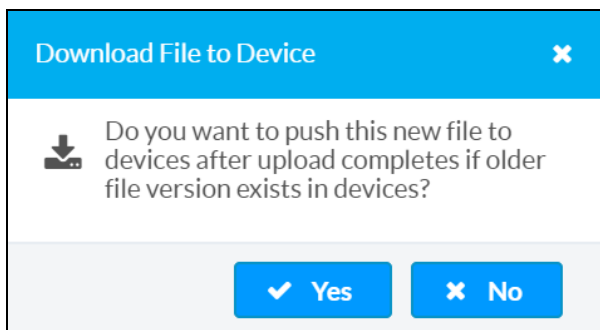 Download File to Device
Do you want to push this new file to
devices after upload completes if older
file version exists in devices?
Yes
No